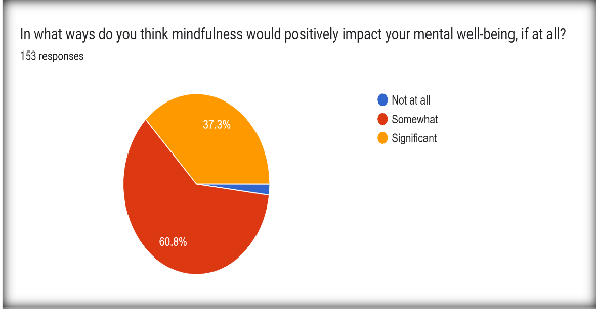 In what ways do you think mindfulness would positively impact your mental well-being, if at all?
153 responses
37.3%
60.8%
Not at all
Somewhat
Significant